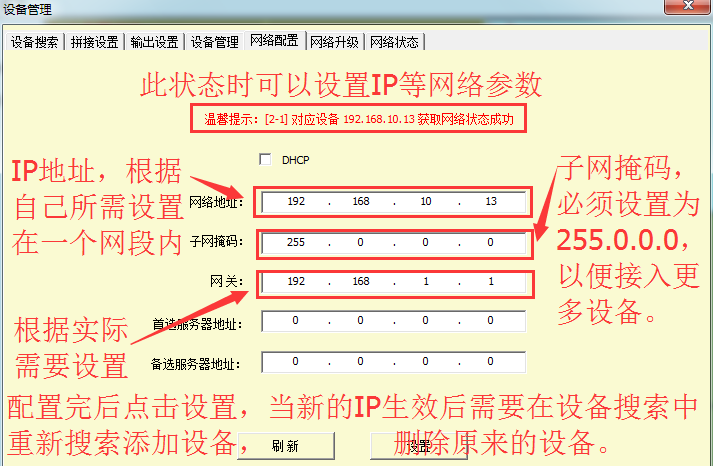 设备管理
设备搜索 拼接设置 输出设置 设备管理 网络配置 网络升级 网络状态
此状态时可以设置IP等网络参数
温馨提示：[2-1] 对应设备 192.168.10.13 获取网络状态成功
DHCP
IP地址，根据
自己所需设置
在一个网段内
网络地址： 192 . 168 . 10 . 13
子网掩码： 255 . 0 . 0 . 0
网关： 192 . 168 . 1 . 1
子网掩码，
必须设置为
255.0.0.0，
以便接入更
多设备。
根据实际
需要设置
首选服务器地址： 0 . 0 . 0 . 0
备选服务器地址： 0 . 0 . 0 . 0
配置完后点击设置，当新的IP生效后需要在设备搜索中
重新搜索添加设备， 删除原来的设备。
刷新 设置